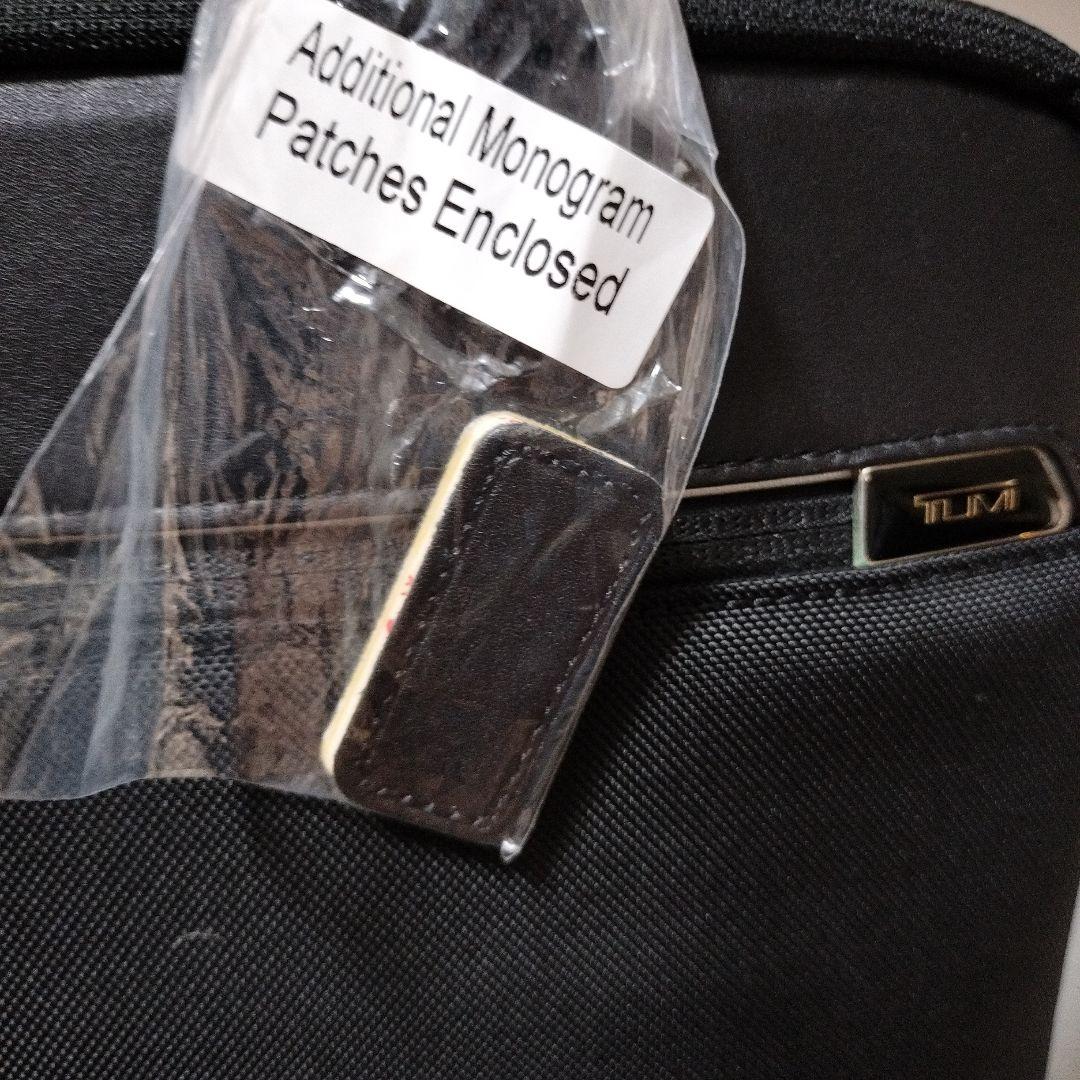 Additional Monogram
Patches Enclosed
TUMI